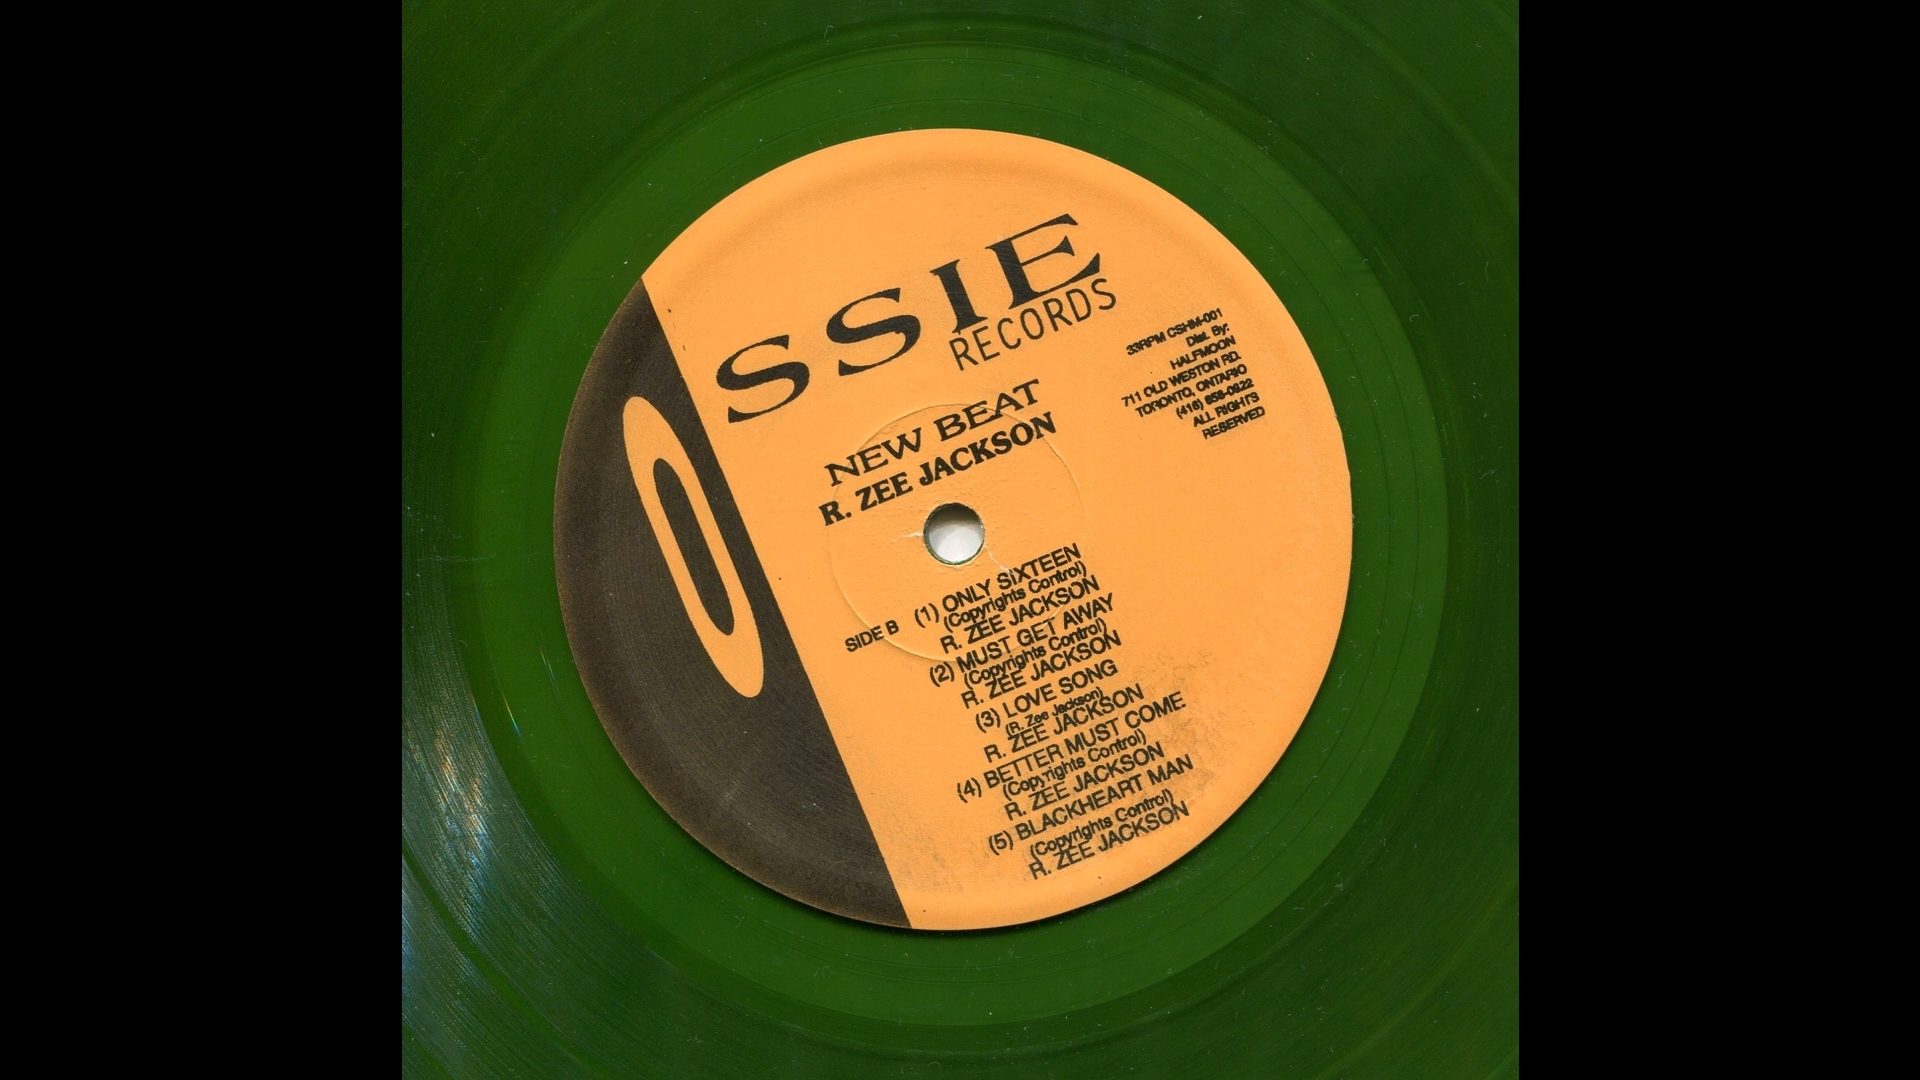 O SSIE
RECORDS
33RPM CSHM-001
Dist. By:
HALFMOON
711 OLD WESTON RD.
TORONTO, ONTARIO
(416)
ALL RIGHTS
RESERVED
NEW BEAT
R. ZEE JACKSON
SIDE B
(1) ONLY SIXTEEN
(Copyrights Control)
R. ZEE JACKSON
(2) MUST GET AWAY
(Copyrights Control)
R. ZEE JACKSON
(3) LOVE SONG
(R. Zee Jackson)
R. ZEE JACKSON
(4) BETTER MUST COME
(Copyrights Control)
R. ZEE JACKSON
(5) BLACKHEART MAN
(Copyrights Control)
R. ZEE JACKSON